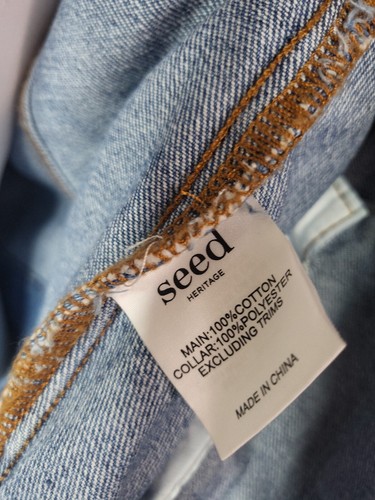 seed
HERITAGE
MAIN:100%COTTON
COLLAR:100%POLYESTER
EXCLUDING TRIMS
MADE IN CHINA